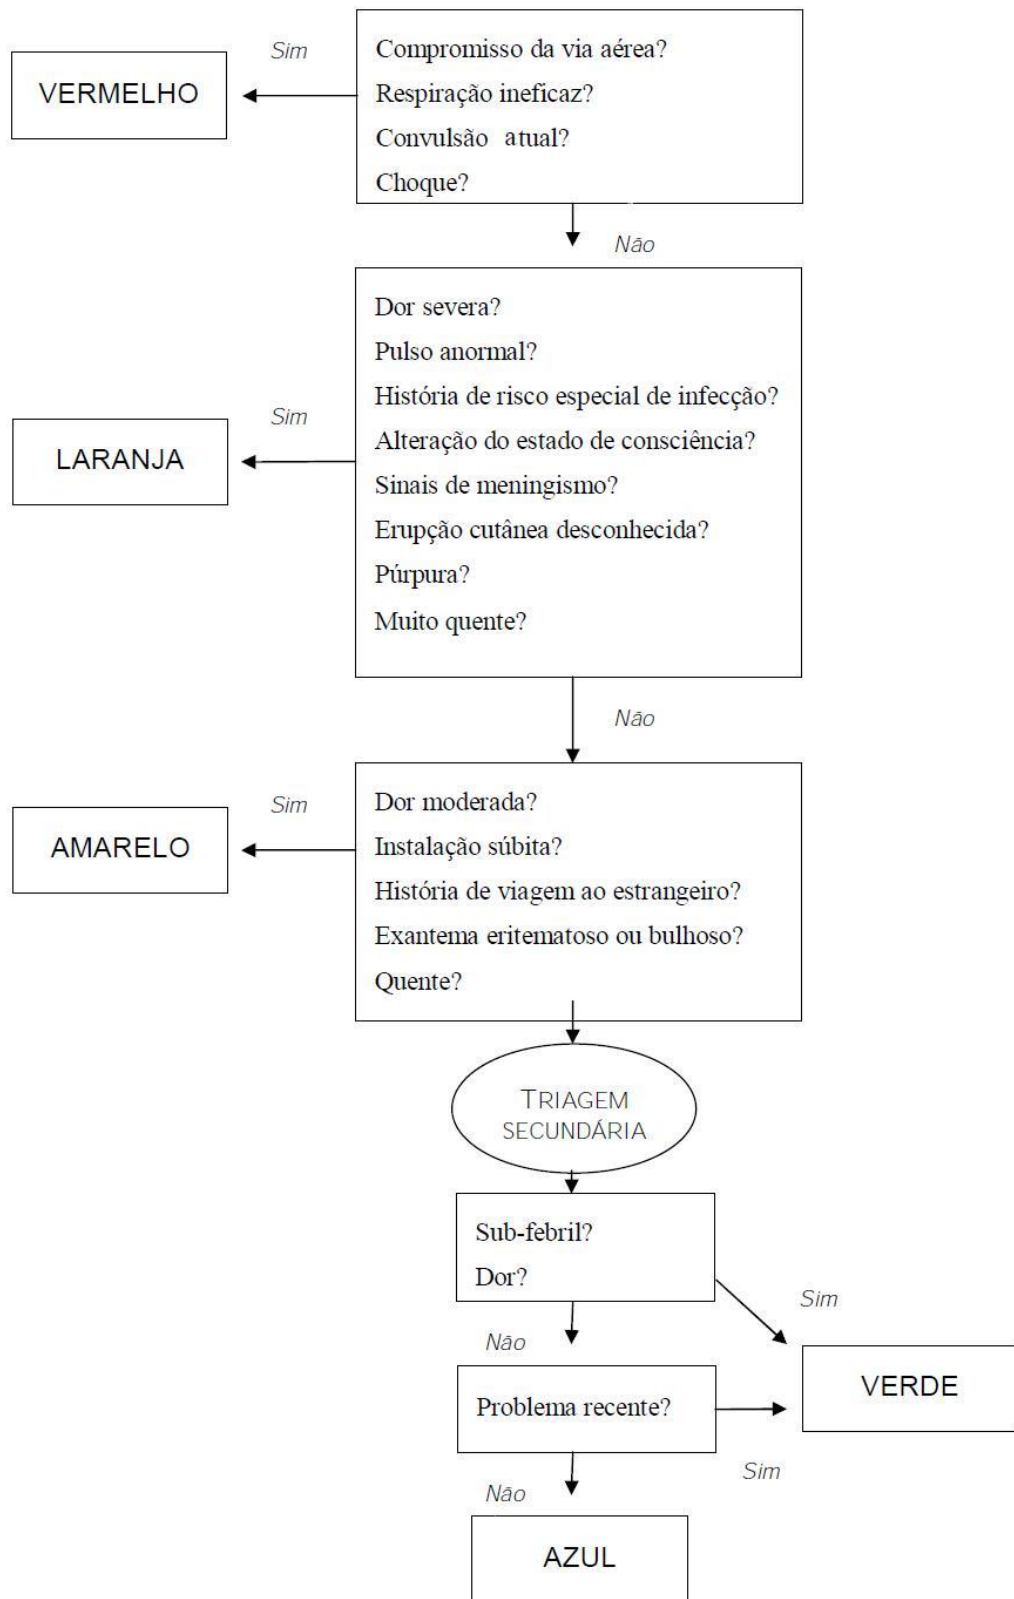 Sim
Compromisso da via aérea?
VERMELHO
Respiração ineficaz?
Convulsão atual?
Choque?
Não
Dor severa?
Pulso anormal?
História de risco especial de infecção?
Sim
Alteração do estado de consciência?
LARANJA
Sinais de meningismo?
Erupção cutânea desconhecida?
Púrpura?
Muito quente?
Não
Sim
Dor moderada?
AMARELO
Instalação súbita?
História de viagem ao estrangeiro?
Exantema eritematoso ou bulhoso?
Quente?
TRIAGEM
SECUNDÁRIA
Sub-febril?
Dor?
Sim
Não
VERDE
Problema recente?
Sim
Não
AZUL